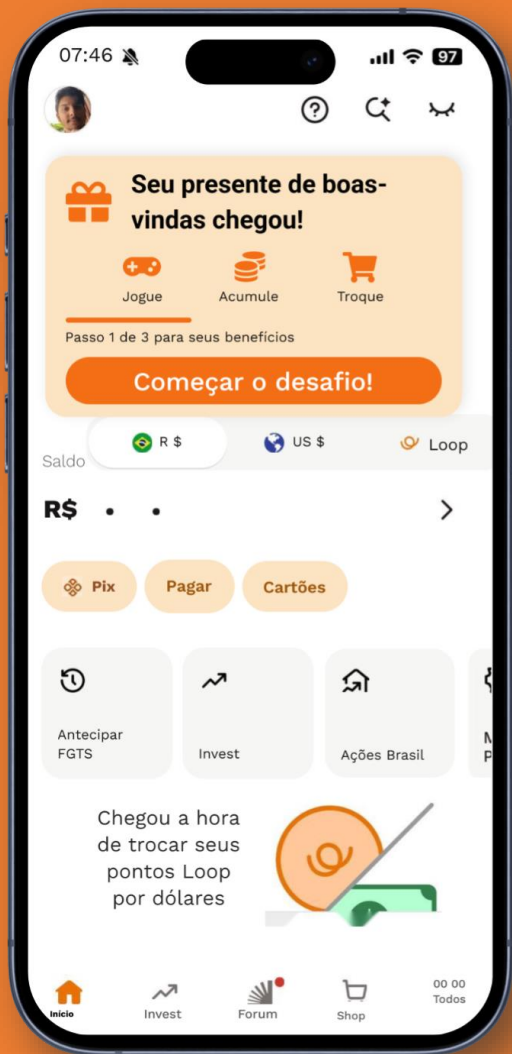 07:46
97
Seu presente de boas-
vindas chegou!
Jogue Acumule Troque
Passo 1 de 3 para seus benefícios
Começar o desafio!
Saldo R $ US $ Loop
R$ • •
Pix Pagar Cartões
Antecipar
FGTS Invest Ações Brasil
Chegou a hora
de trocar seus
pontos Loop
por dólares
Início Invest Forum Shop 00 00
Todos